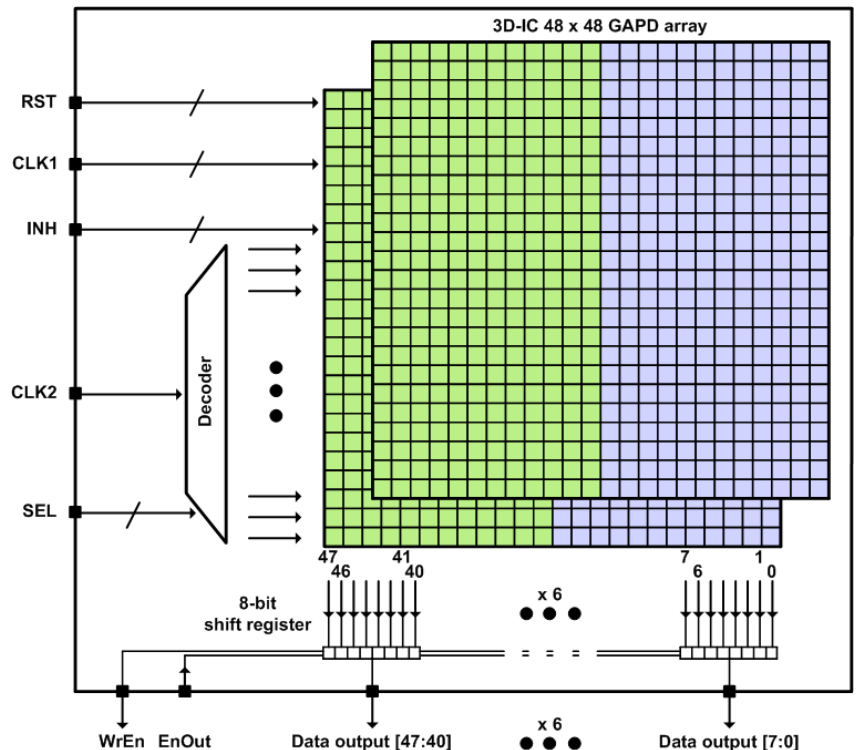 3D-IC 48 x 48 GAPD array
RST
CLK1
INH
CLK2
Decoder
SEL
47 41 7 1
46 40 6 0
8-bit
shift register
x 6
x 6
WrEn EnOut Data output [47:40] Data output [7:0]